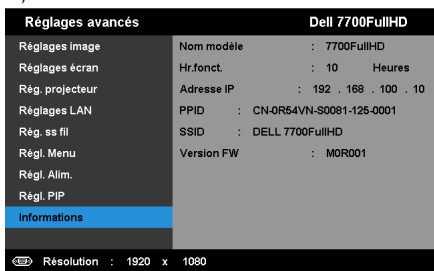 Réglages avancés
Dell 7700FullHD
Réglages image
Réglages écran
Rég. projecteur
Réglages LAN
Rég. ss fil
Régl. Menu
Régl. Alim.
Régl. PIP
Informations
Nom modèle : 7700FullHD
Hr.fonct. : 10 Heures
Adresse IP : 192 . 168 . 100 . 10
PPID : CN-0R54VN-S0081-125-0001
SSID : DELL 7700FullHD
Version FW : M0R001
Résolution : 1920 x 1080